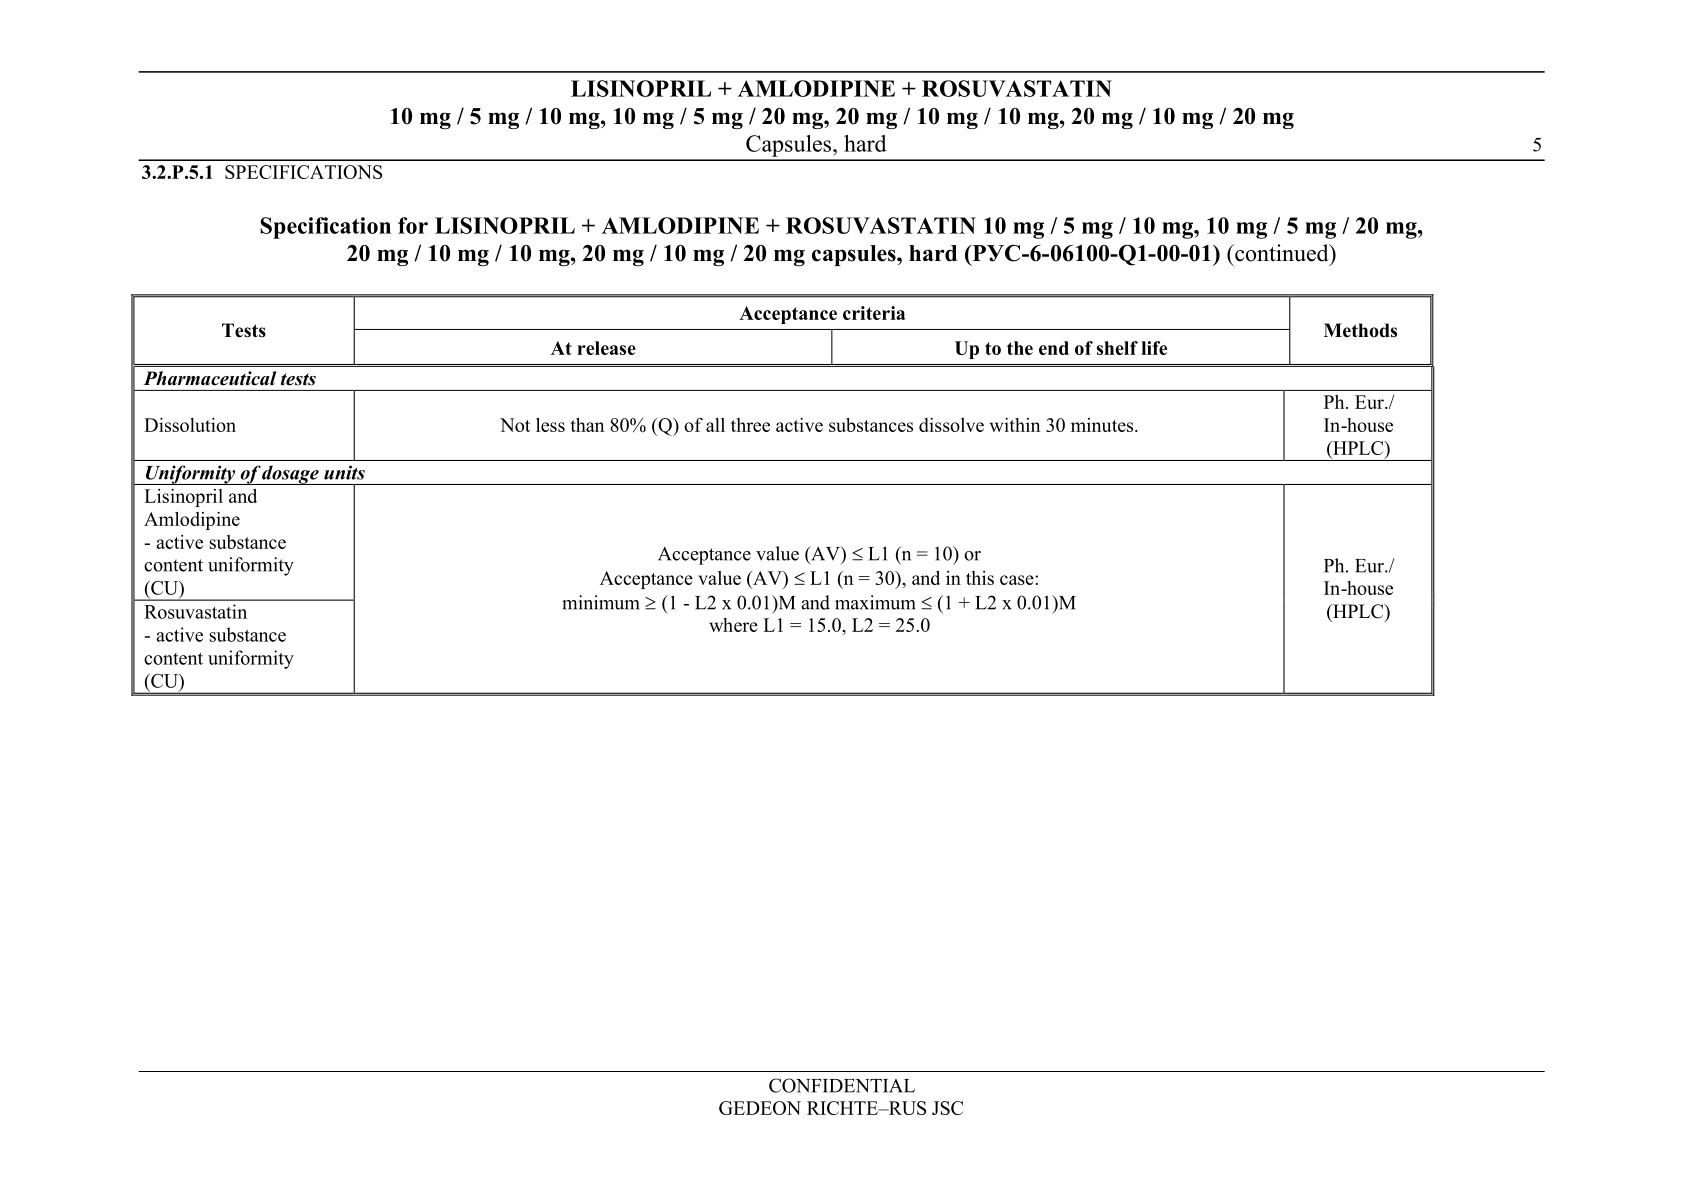 LISINOPRIL + AMLODIPINE + ROSUVASTATIN
10 mg / 5 mg / 10 mg, 10 mg / 5 mg / 20 mg, 20 mg / 10 mg / 10 mg, 20 mg / 10 mg / 20 mg
Capsules, hard 5
3.2.P.5.1 SPECIFICATIONS
Specification for LISINOPRIL + AMLODIPINE + ROSUVASTATIN 10 mg / 5 mg / 10 mg, 10 mg / 5 mg / 20 mg,
20 mg / 10 mg / 10 mg, 20 mg / 10 mg / 20 mg capsules, hard (РУС-6-06100-Q1-00-01) (continued)
Tests
Acceptance criteria
Methods
At release
Up to the end of shelf life
Pharmaceutical tests
Dissolution
Not less than 80% (Q) of all three active substances dissolve within 30 minutes.
Ph. Eur./
In-house
(HPLC)
Uniformity of dosage units
Lisinopril and
Amlodipine
- active substance
content uniformity
(CU)
Rosuvastatin
- active substance
content uniformity
(CU)
Acceptance value (AV) ≤ L1 (n = 10) or
Acceptance value (AV) ≤ L1 (n = 30), and in this case:
minimum ≥ (1 - L2 x 0.01)M and maximum ≤ (1 + L2 x 0.01)M
where L1 = 15.0, L2 = 25.0
Ph. Eur./
In-house
(HPLC)
CONFIDENTIAL
GEDEON RICHTE–RUS JSC